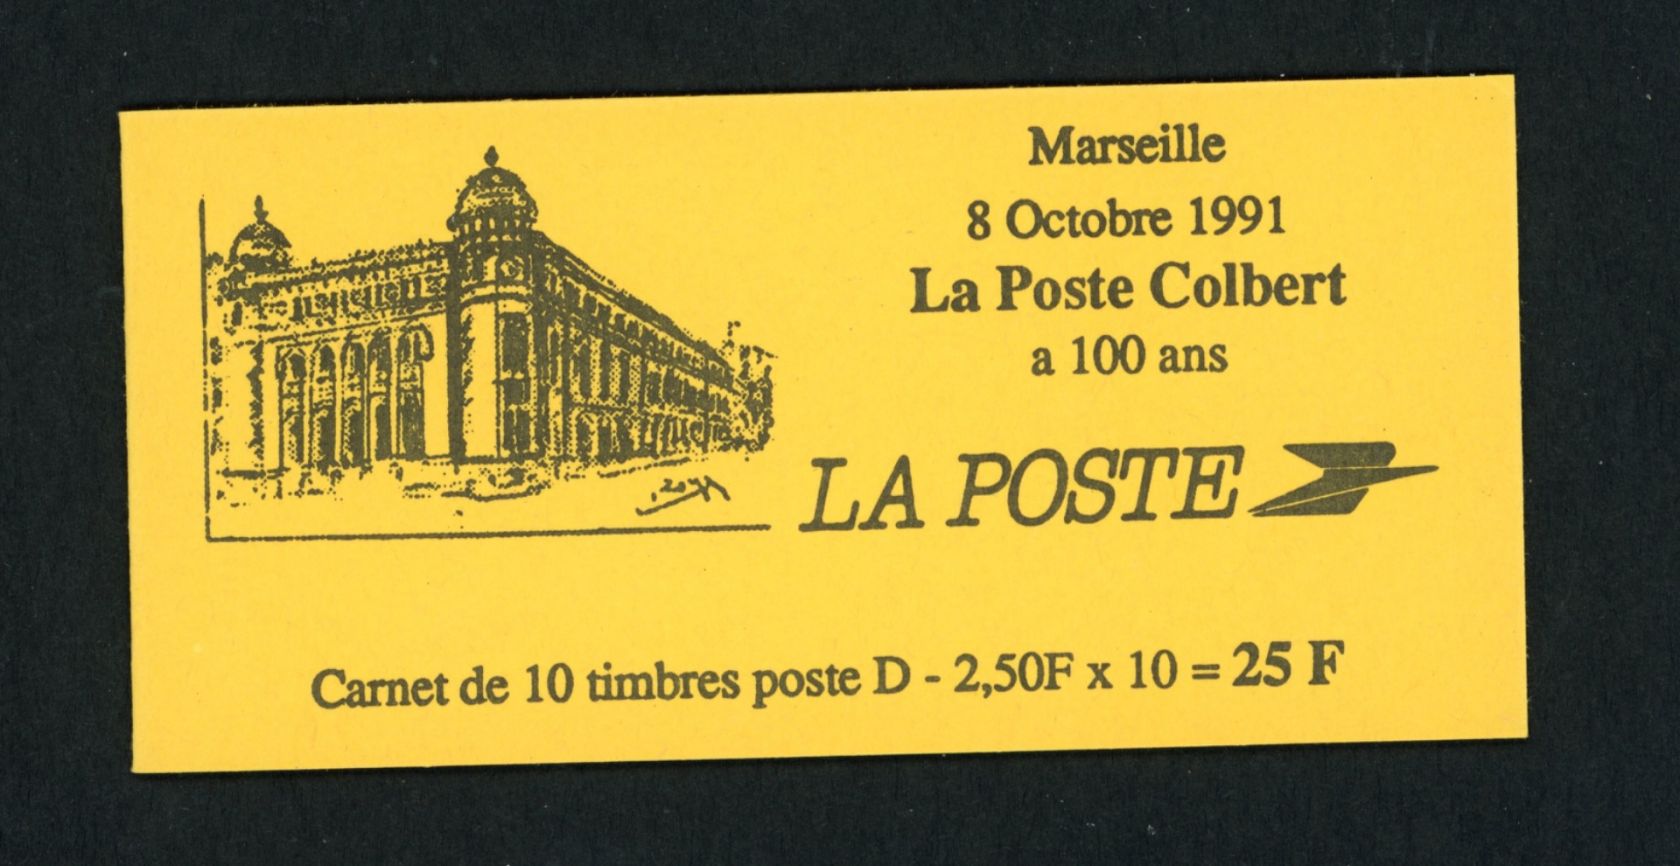 Marseille
8 Octobre 1991
La Poste Colbert
a 100 ans
LA POSTE
Carnet de 10 timbres poste D - 2,50F x 10 = 25 F